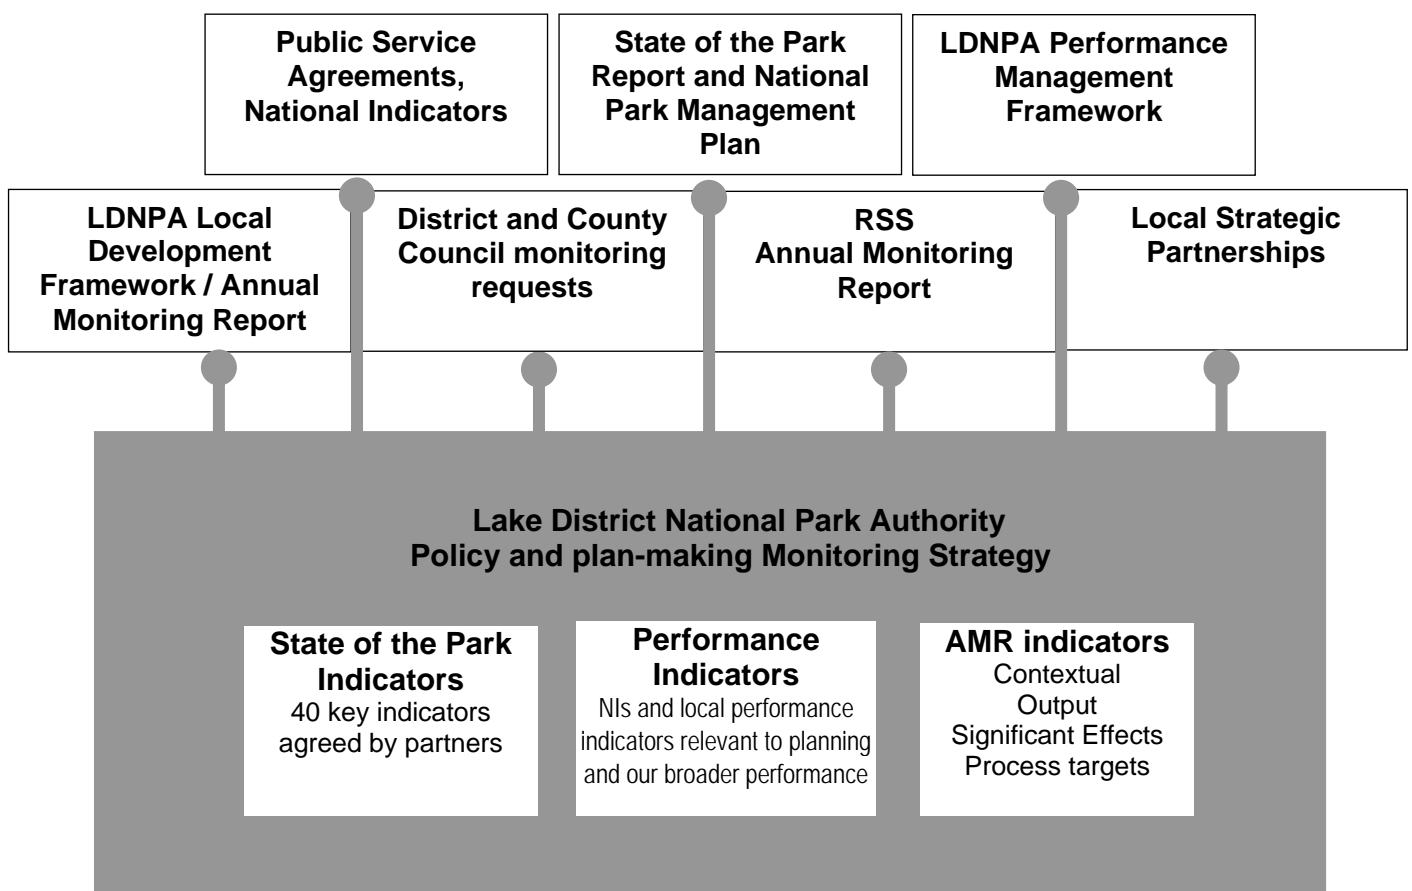 Public Service
Agreements,
National Indicators
State of the Park
Report and National
Park Management
Plan
LDNPA Performance
Management
Framework
LDNPA Local
Development
Framework / Annual
Monitoring Report
District and County
Council monitoring
requests
RSS
Annual Monitoring
Report
Local Strategic
Partnerships
Lake District National Park Authority
Policy and plan-making Monitoring Strategy
State of the Park
Indicators
40 key indicators
agreed by partners
Performance
Indicators
NIs and local performance
indicators relevant to planning
and our broader performance
AMR indicators
Contextual
Output
Significant Effects
Process targets